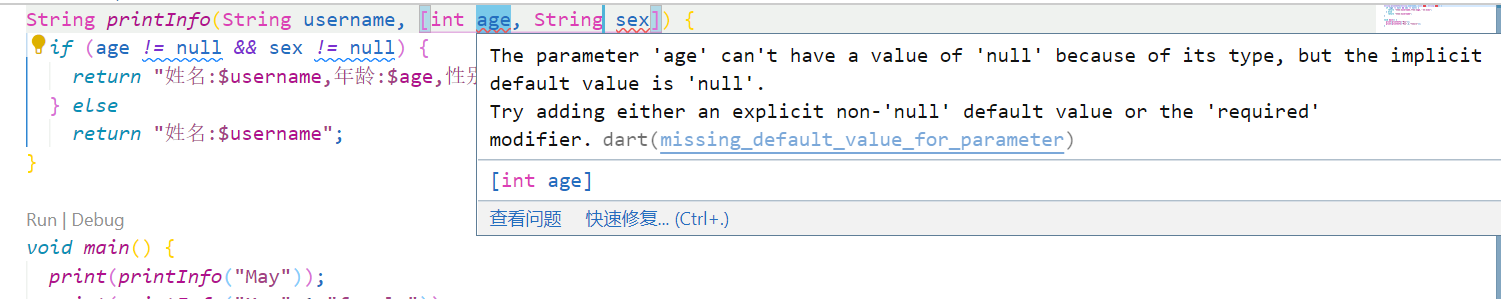 String printInfo(String username, [int age, String sex]) {
if (age != null && sex != null) {
return "姓名:$username,年龄:$age,性别
} else
return "姓名:$username";
}
The parameter 'age' can't have a value of 'null' because of its type, but the implicit
default value is 'null'.
Try adding either an explicit non-'null' default value or the 'required'
modifier. dart(missing_default_value_for_parameter)
[int age]
查看问题 快速修复... (Ctrl+.)
Run | Debug
void main() {
print(printInfo("May"));